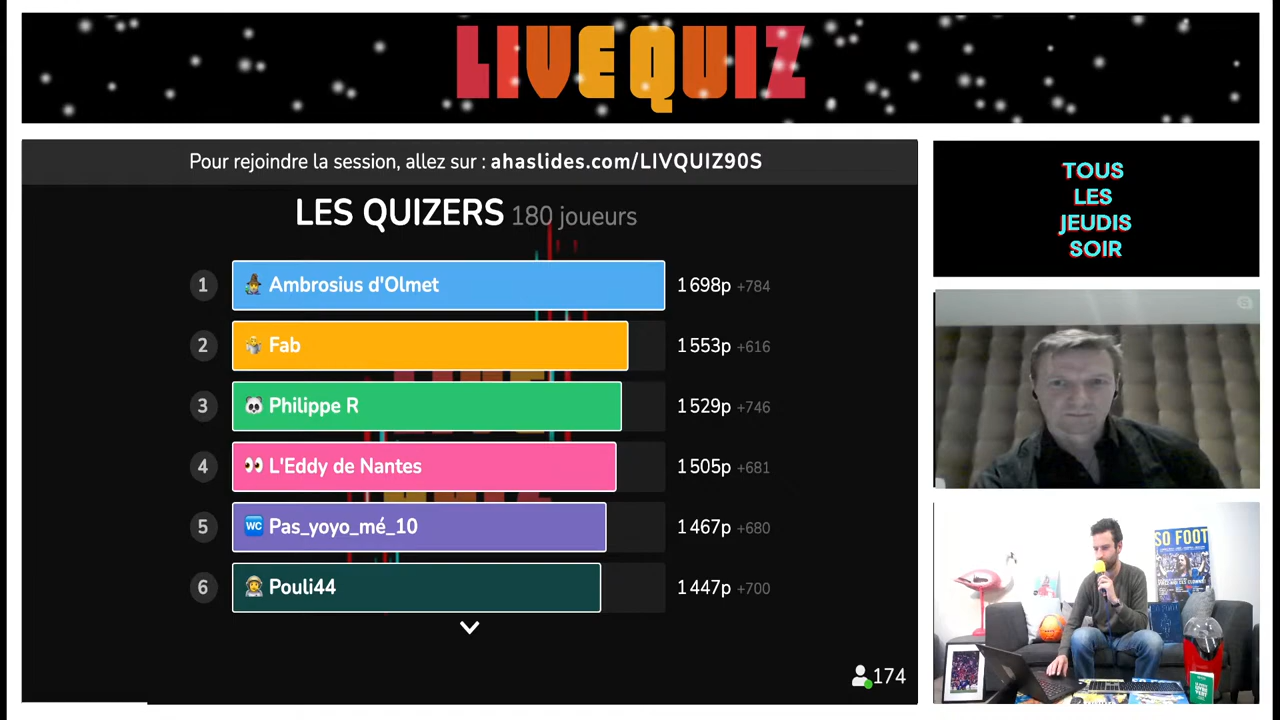 LIVE QUIZ
Pour rejoindre la session, allez sur : ahaslides.com/LIVQUIZ90S
LES QUIZERS 180 joueurs
1 Ambrosius d'Olmet 1 698p +784
2 Fab 1 553p +616
3 Philippe R 1 529p +746
4 L'Eddy de Nantes 1 505p +681
5 WC Pas_yoyo_mé_10 1 467p +680
6 Pouli44 1 447p +700
174
TOUS
LES
JEUDIS
SOIR
SO FOOT